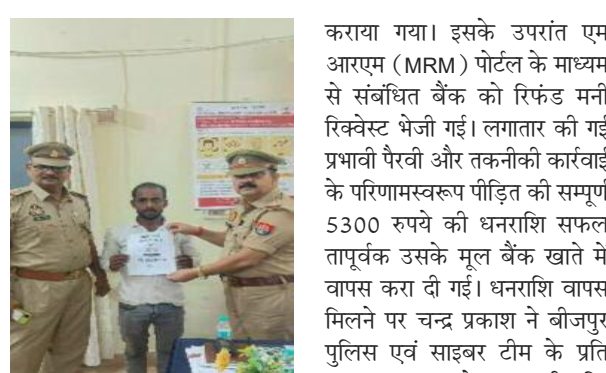 कराया गया। इसके उपरांत एम
आरएम (MRM) पोर्टल के माध्यम
से संबंधित बैंक को रिफंड मनी
रिक्वेस्ट भेजी गई। लगातार की गई
प्रभावी पैरवी और तकनीकी कार्रवाई
के परिणामस्वरूप पीड़ित की सम्पूर्ण
5300 रुपये की धनराशि सफल
तापूर्वक उसके मूल बैंक खाते में
वापस करा दी गई। धनराशि वापस
मिलने पर चन्द्र प्रकाश ने बीजपुर
पुलिस एवं साइबर टीम के प्रति